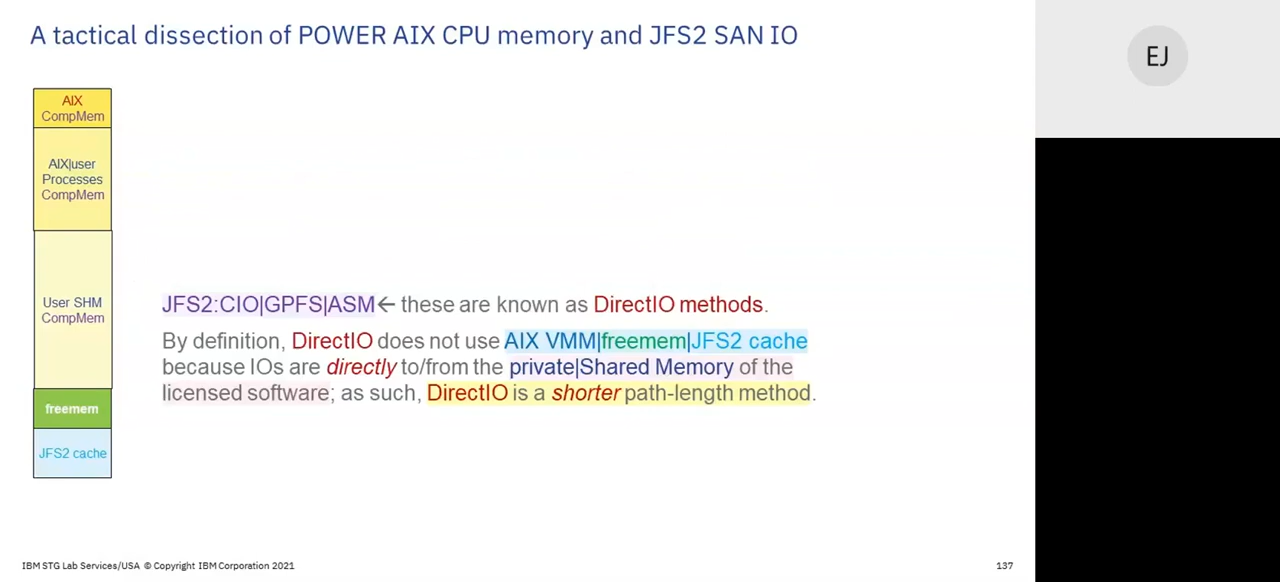 A tactical dissection of POWER AIX CPU memory and JFS2 SAN IO
EJ
AIX
CompMem
AIX|user
Processes
CompMem
User SHM
CompMem
freemem
JFS2 cache
JFS2:CIO|GPFS|ASM← these are known as DirectIO methods.
By definition, DirectIO does not use AIX VMM|freemem|JFS2 cache
because IOs are directly to/from the private|Shared Memory of the
licensed software; as such, DirectIO is a shorter path-length method.
IBM STG Lab Services/USA © Copyright IBM Corporation 2021
137